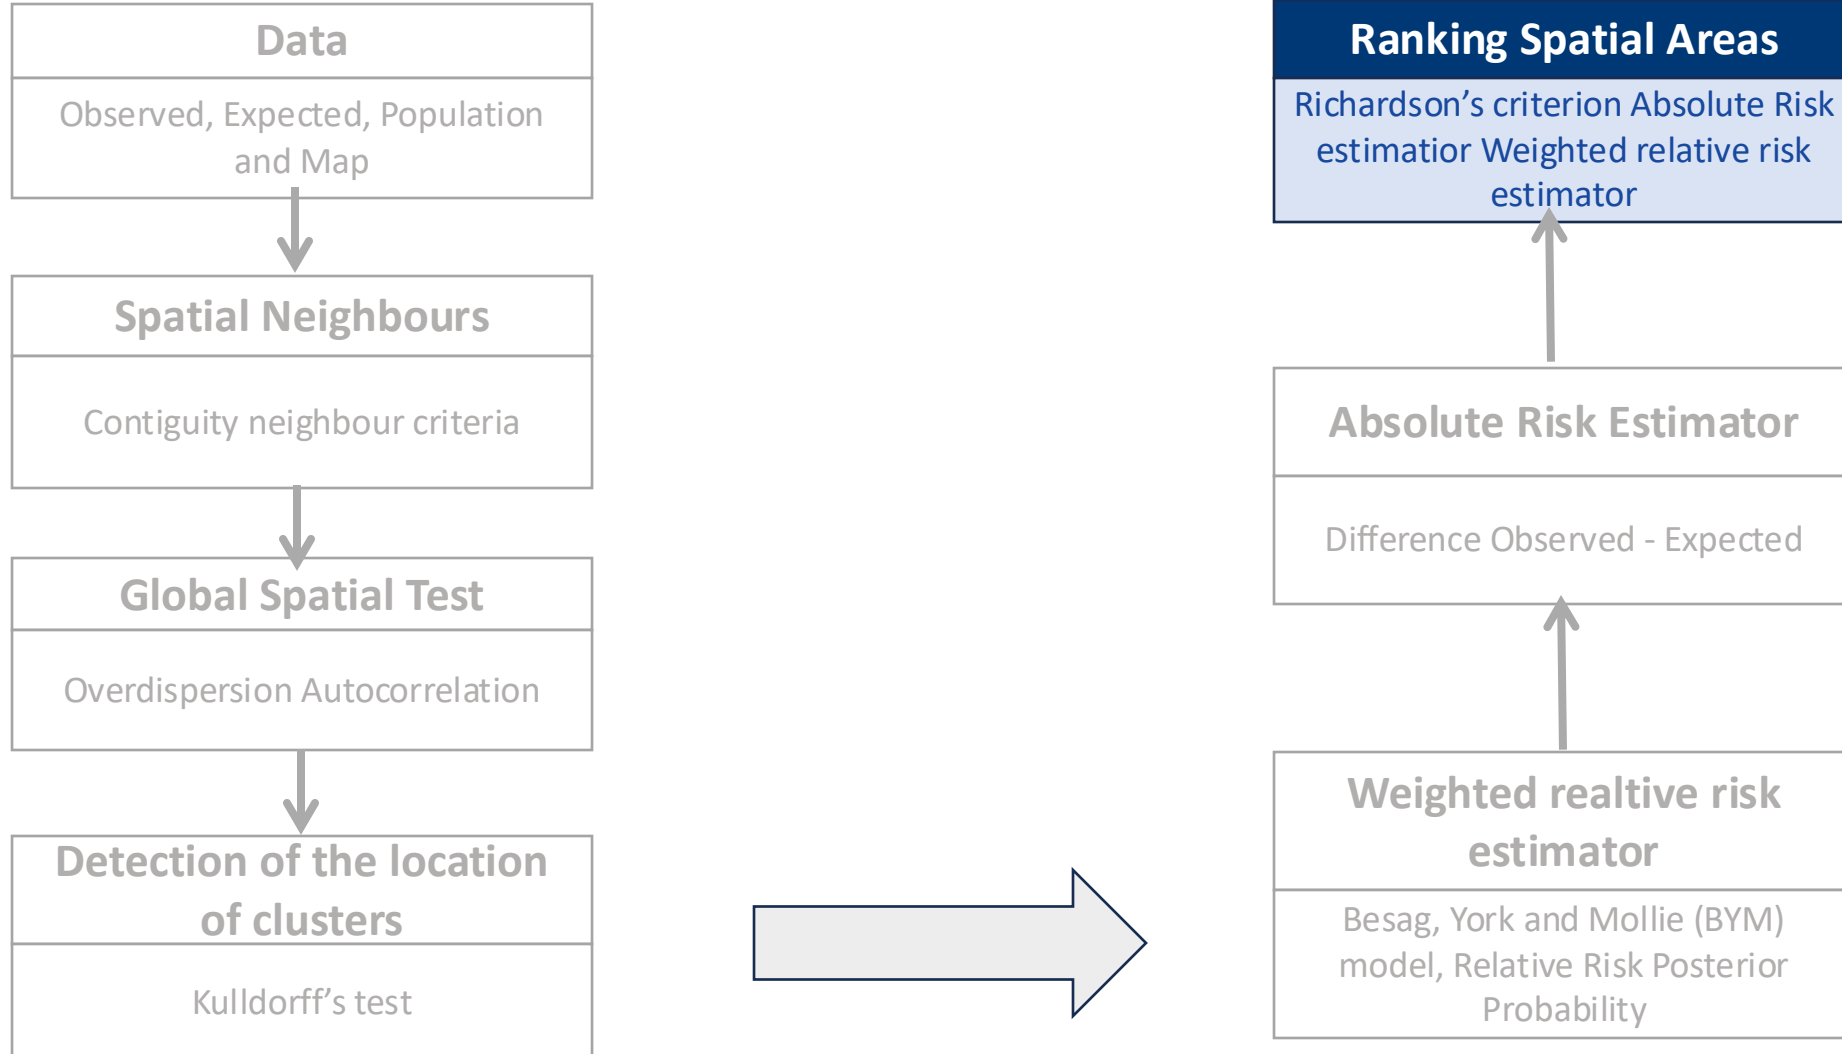 Data
Observed, Expected, Population
and Map
Spatial Neighbours
Contiguity neighbour criteria
Global Spatial Test
Overdispersion Autocorrelation
Detection of the location
of clusters
Kulldorff’s test
Ranking Spatial Areas
Richardson’s criterion Absolute Risk
estimatior Weighted relative risk
estimator
Absolute Risk Estimator
Difference Observed - Expected
Weighted realtive risk
estimator
Besag, York and Mollie (BYM)
model, Relative Risk Posterior
Probability